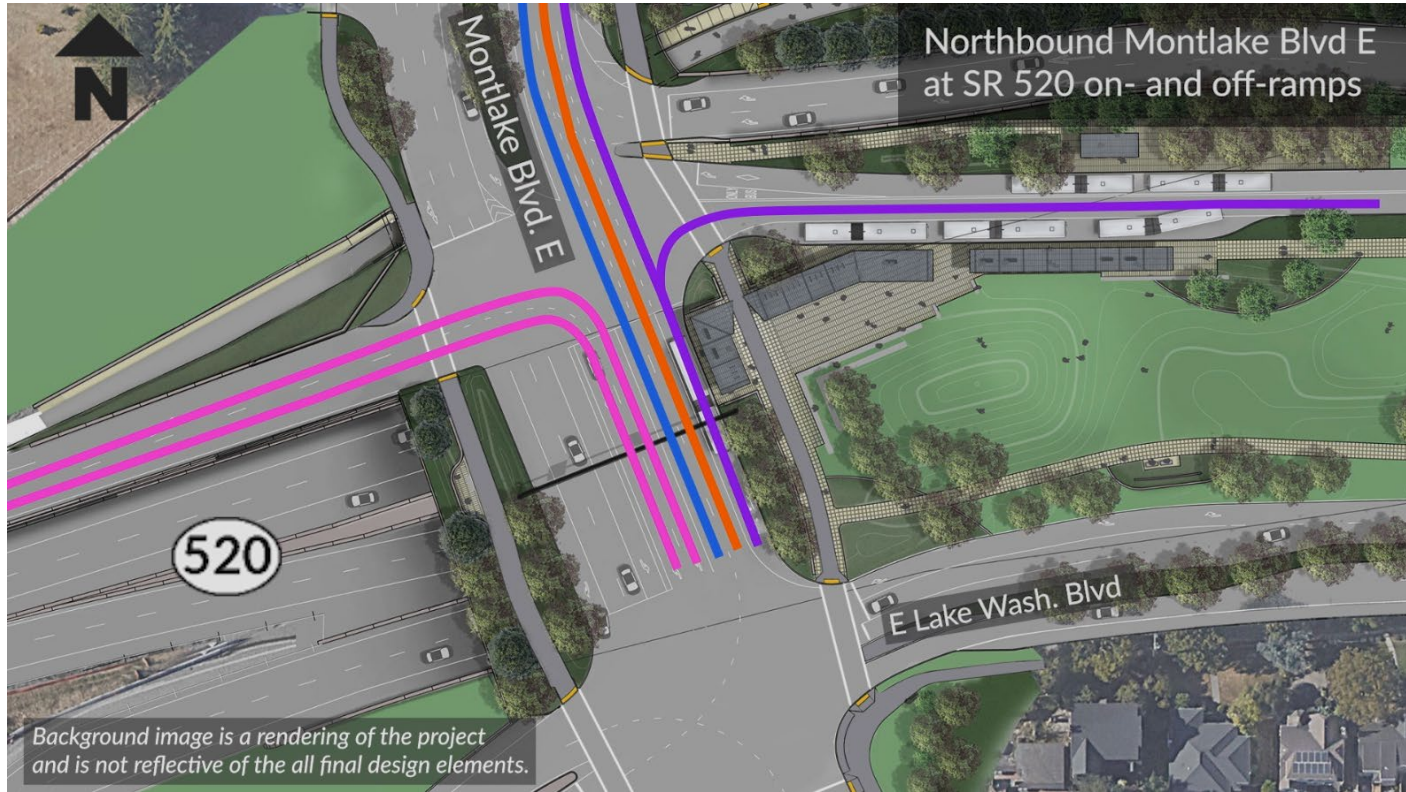 N
Montlake Blvd. E
Northbound Montlake Blvd E
at SR 520 on- and off-ramps
520
E Lake Wash. Blvd
Background image is a rendering of the project
and is not reflective of the all final design elements.